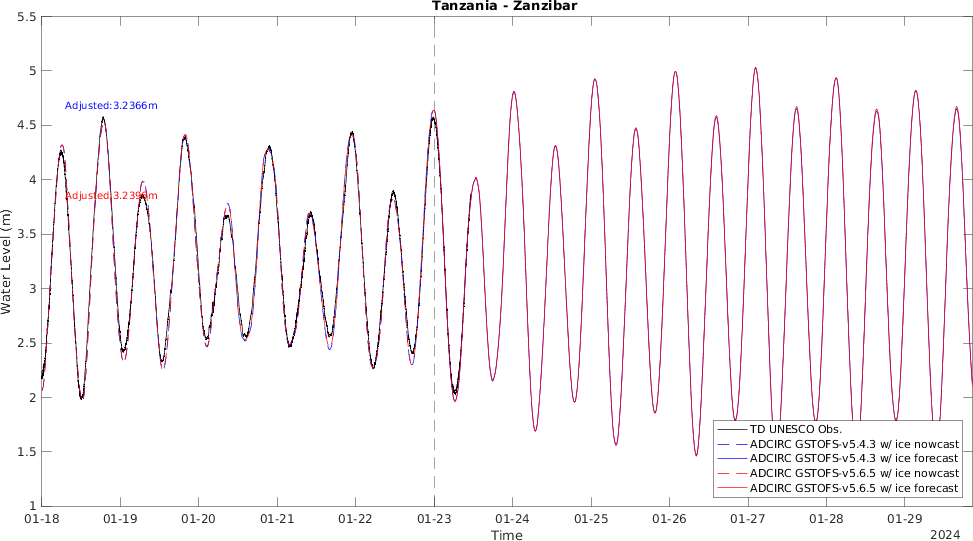 Tanzania - Zanzibar
5.5
5
4.5
4
3.5
3
2.5
2
1.5
1
Water Level (m)
Adjusted:3.2366m
TD UNESCO Obs.
ADCIRC GSTOFS-v5.4.3 w/ ice nowcast
ADCIRC GSTOFS-v5.4.3 w/ ice forecast
ADCIRC GSTOFS-v5.6.5 w/ ice nowcast
ADCIRC GSTOFS-v5.6.5 w/ ice forecast
01-18 01-19 01-20 01-21 01-22 01-23 01-24 01-25 01-26 01-27 01-28 01-29
Time
2024